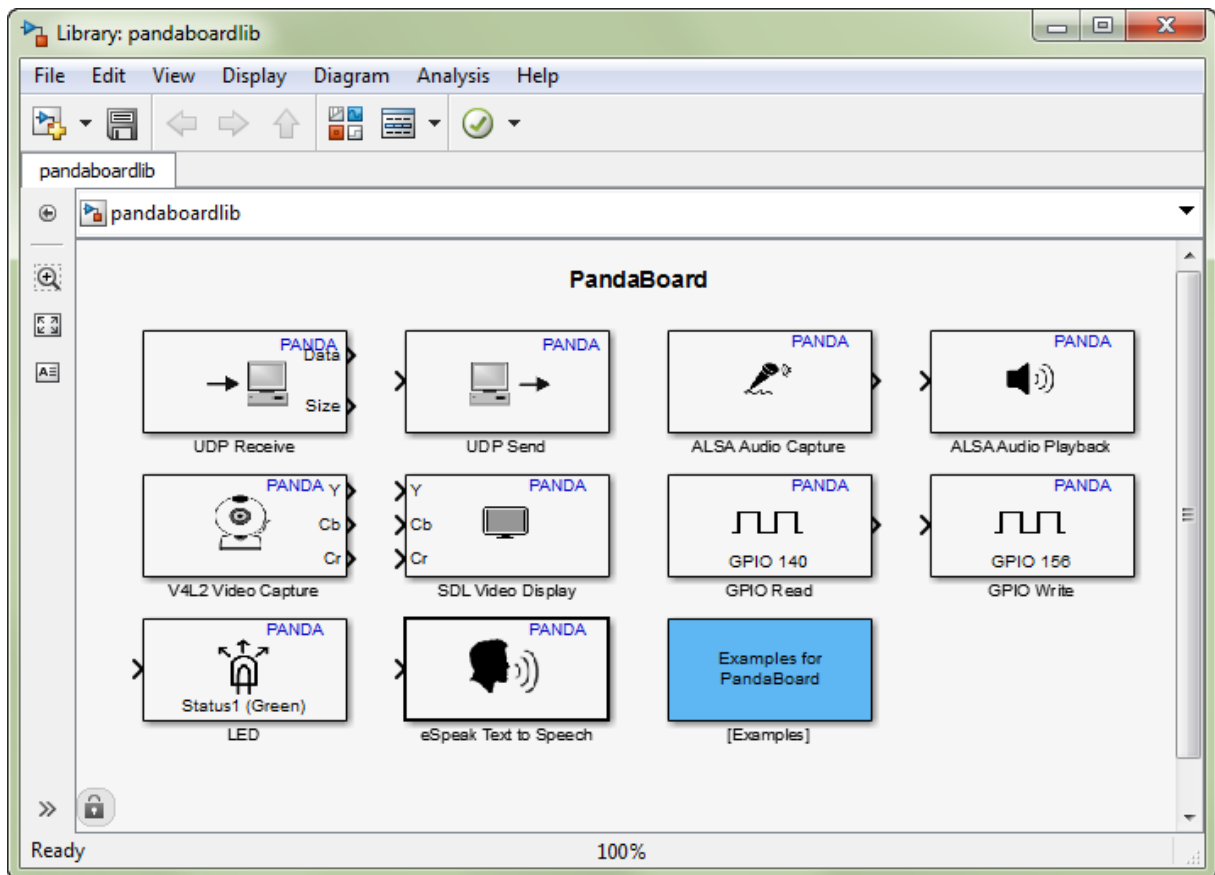 Library: pandaboardlib
File Edit View Display Diagram Analysis Help
pandaboardlib
pandaboardlib
PandaBoard
PANDA
Data
Size
UDP Receive
PANDA
UDP Send
PANDA
ALSA Audio Capture
PANDA
ALSA Audio Playback
PANDA
Y
Cb
Cr
V4L2 Video Capture
PANDA
Y
Cb
Cr
SDL Video Display
PANDA
GPIO 140
GPIO Read
PANDA
GPIO 156
GPIO Write
PANDA
Status1 (Green)
LED
PANDA
eSpeak Text to Speech
Examples for
PandaBoard
[Examples]
Ready 100%